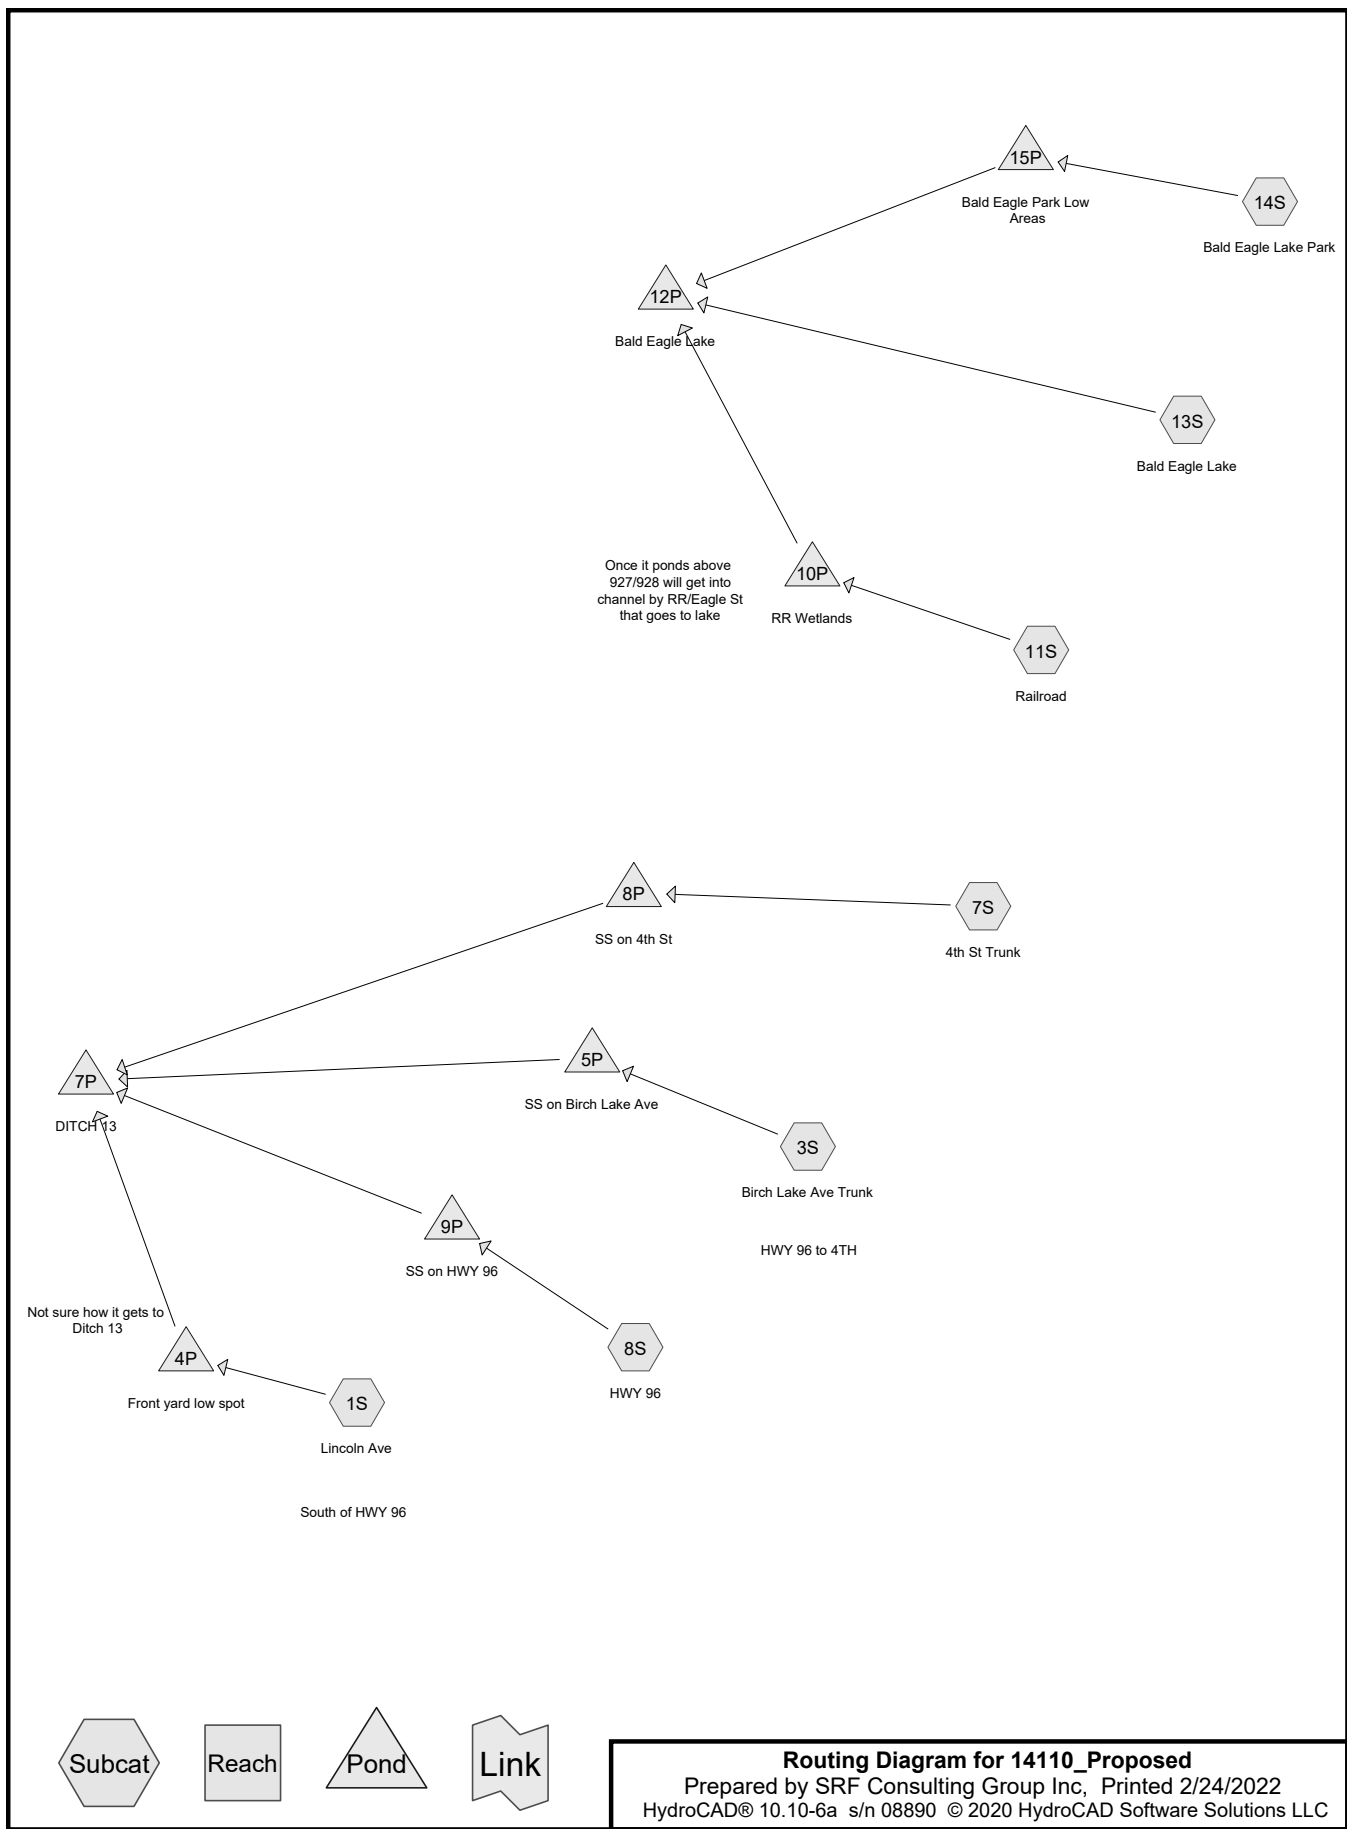 15P
Bald Eagle Park Low
Areas
14S
Bald Eagle Lake Park
12P
Bald Eagle Lake
13S
Bald Eagle Lake
Once it ponds above
927/928 will get into
channel by RR/Eagle St
that goes to lake
10P
RR Wetlands
11S
Railroad
8P
SS on 4th St
7S
4th St Trunk
7P
DITCH 13
5P
SS on Birch Lake Ave
3S
Birch Lake Ave Trunk
HWY 96 to 4TH
9P
SS on HWY 96
8S
HWY 96
Not sure how it gets to
Ditch 13
4P
Front yard low spot
1S
Lincoln Ave
South of HWY 96
Subcat
Reach
Pond
Link
Routing Diagram for 14110_Proposed
Prepared by SRF Consulting Group Inc, Printed 2/24/2022
HydroCAD® 10.10-6a s/n 08890 © 2020 HydroCAD Software Solutions LLC